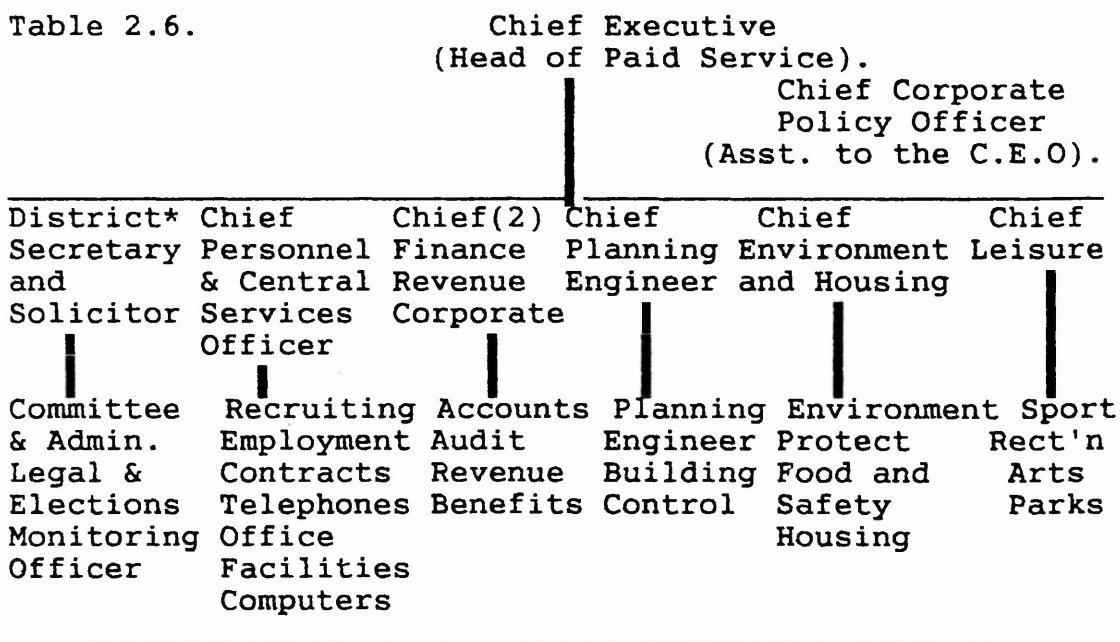 Table 2.6. Chief Executive
(Head of Paid Service).
Chief Corporate
Policy Officer
(Asst. to the C.E.O).
District* Chief Chief(2) Chief Chief Chief
Secretary Personnel Finance Planning Environment Leisure
and & Central Revenue Engineer and Housing
Solicitor Services Corporate
Officer
Committee Recruiting Accounts Planning Environment Sport
& Admin. Employment Audit Engineer Protect Rect'n
Legal & Contracts Revenue Building Food and Arts
Elections Telephones Benefits Control Safety Parks
Monitoring Office Housing
Officer Facilities
Computers